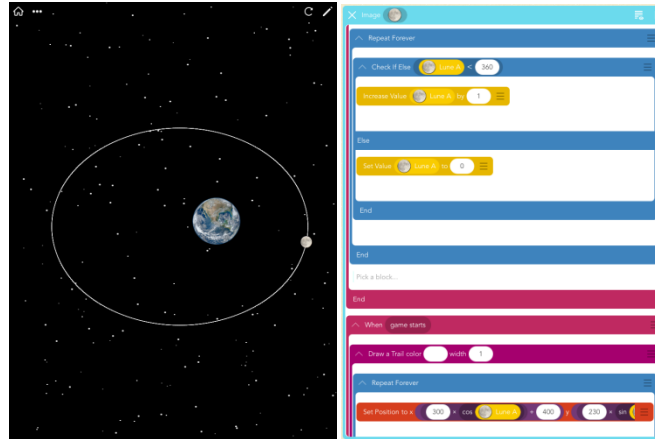 Image
Repeat Forever
Check If Else Lune A < 360
Increase Value Lune A by 1
Else
Set Value Lune A to 0
End
End
Pick a block...
End
When game starts
Draw a Trail color width 1
Repeat Forever
Set Position to x 300 × cos Lune A + 400 y 230 × sin